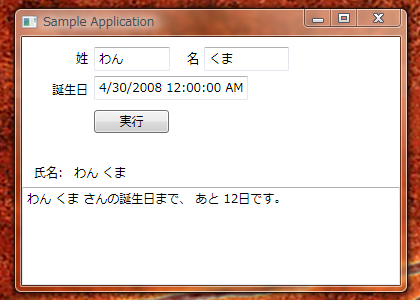 Sample Application
姓 わん 名 くま
誕生日 4/30/2008 12:00:00 AM
実行
氏名: わん くま
わん くま さんの誕生日まで、 あと 12日です。